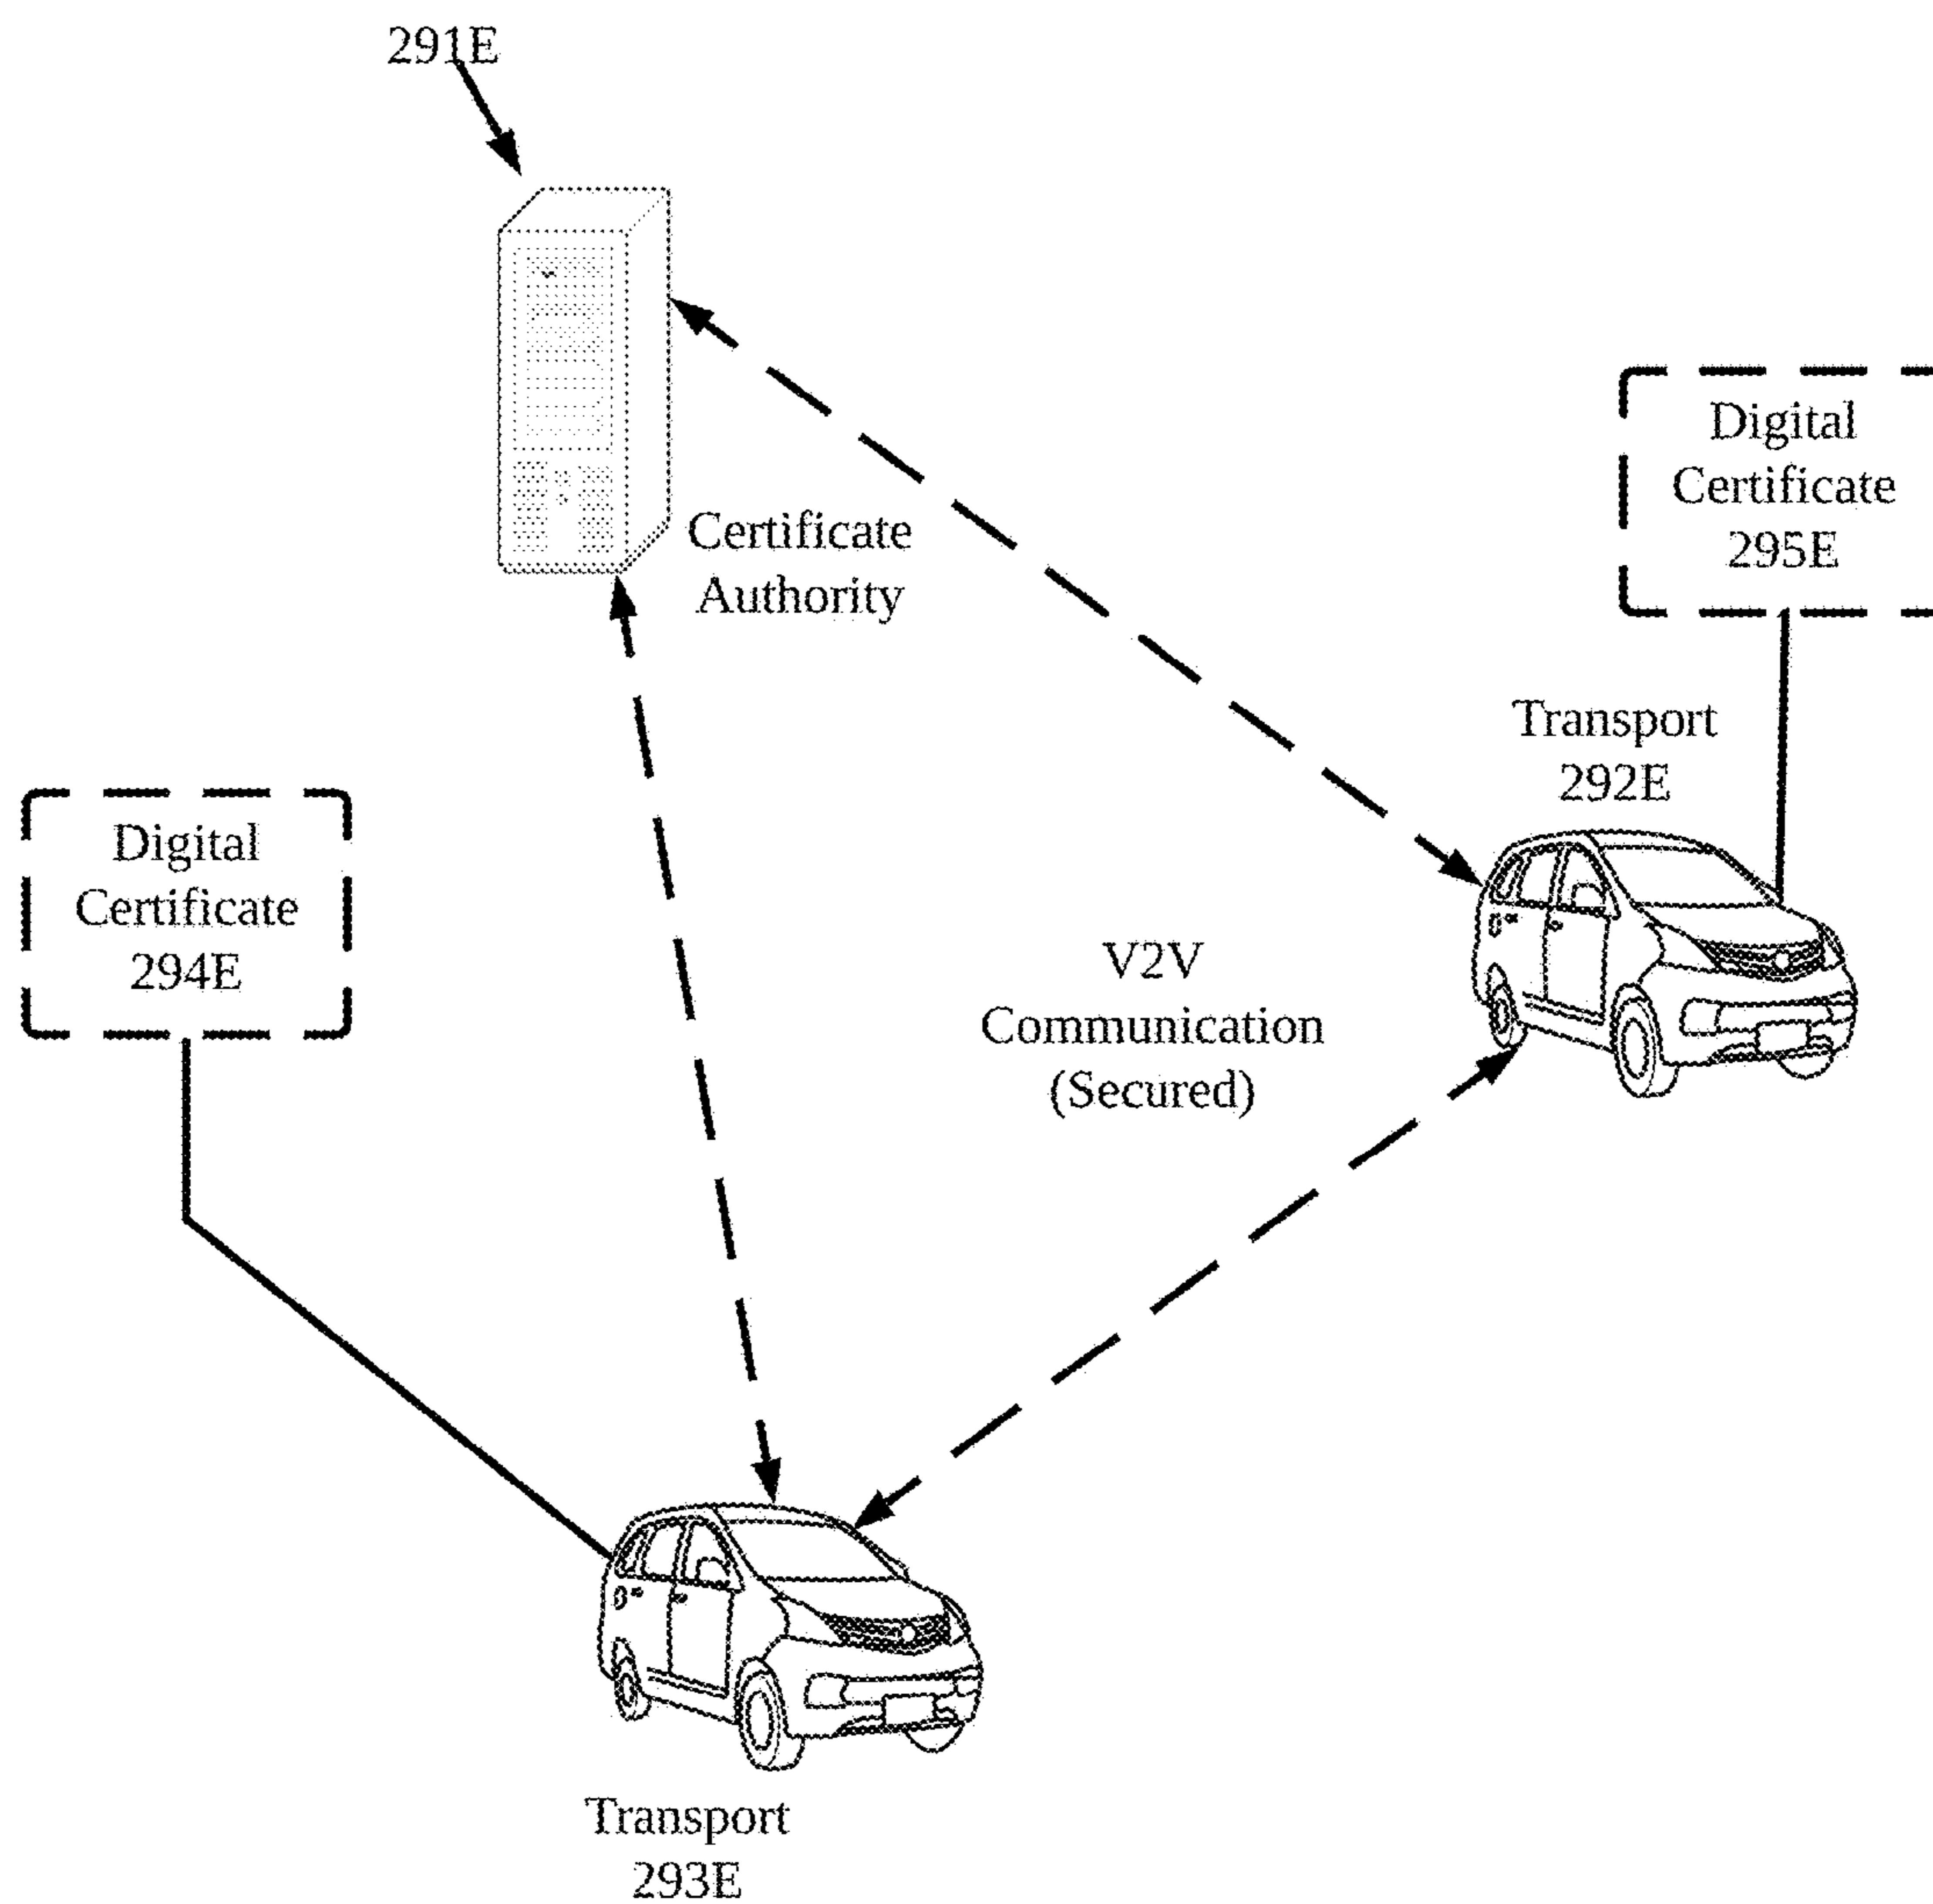 291E
Certificate
Authority
Digital
Certificate
295E
Transport
292E
Digital
Certificate
294E
V2V
Communication
(Secured)
Transport
293E